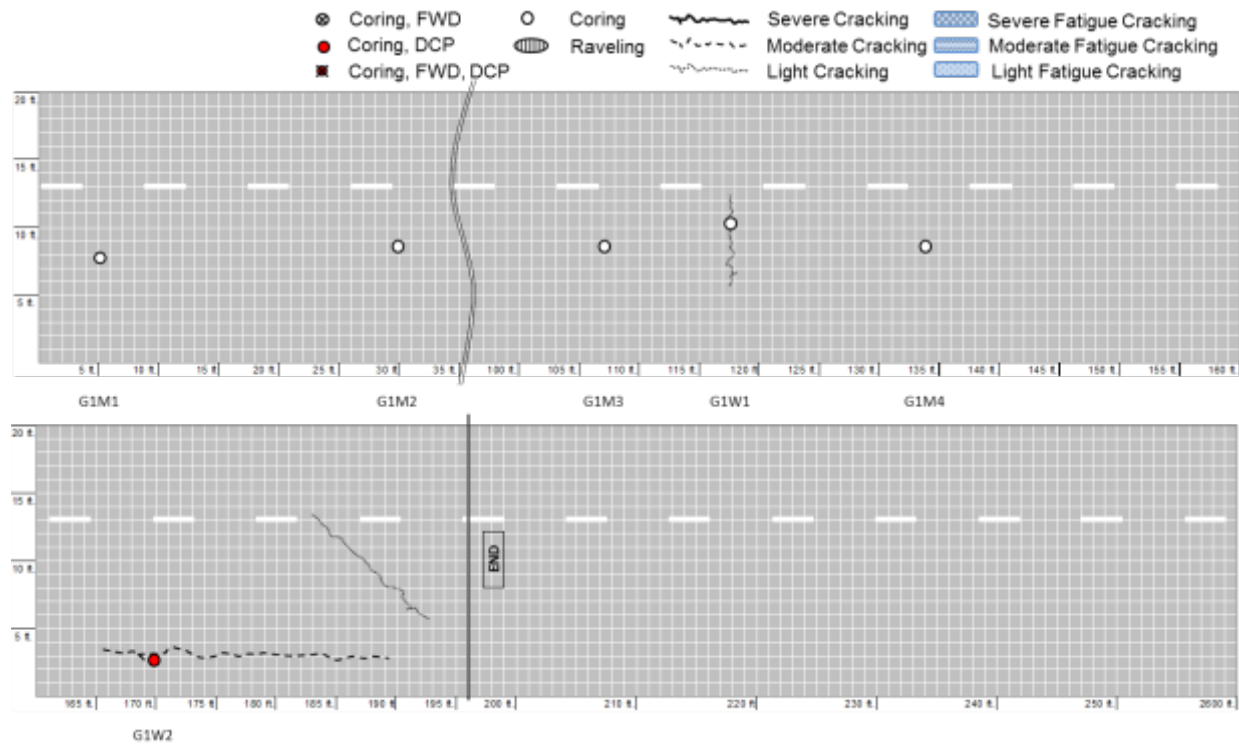 Coring, FWD Coring Severe Cracking Severe Fatigue Cracking
Coring, DCP Raveling Moderate Cracking Moderate Fatigue Cracking
Coring, FWD, DCP Light Cracking Light Fatigue Cracking
20 ft.
15 ft.
10 ft.
5 ft.
5 ft. 10 ft. 15 ft. 20 ft. 25 ft. 30 ft. 35 ft. 100 ft. 105 ft. 110 ft. 115 ft. 120 ft. 125 ft. 130 ft. 135 ft. 140 ft. 145 ft. 150 ft. 155 ft. 160 ft.
G1M1 G1M2 G1M3 G1W1 G1M4
20 ft.
15 ft.
10 ft.
END
5 ft.
165 ft. 170 ft. 175 ft. 180 ft. 185 ft. 190 ft. 195 ft. 200 ft. 210 ft. 220 ft. 230 ft. 240 ft. 250 ft. 2600 ft.
G1W2